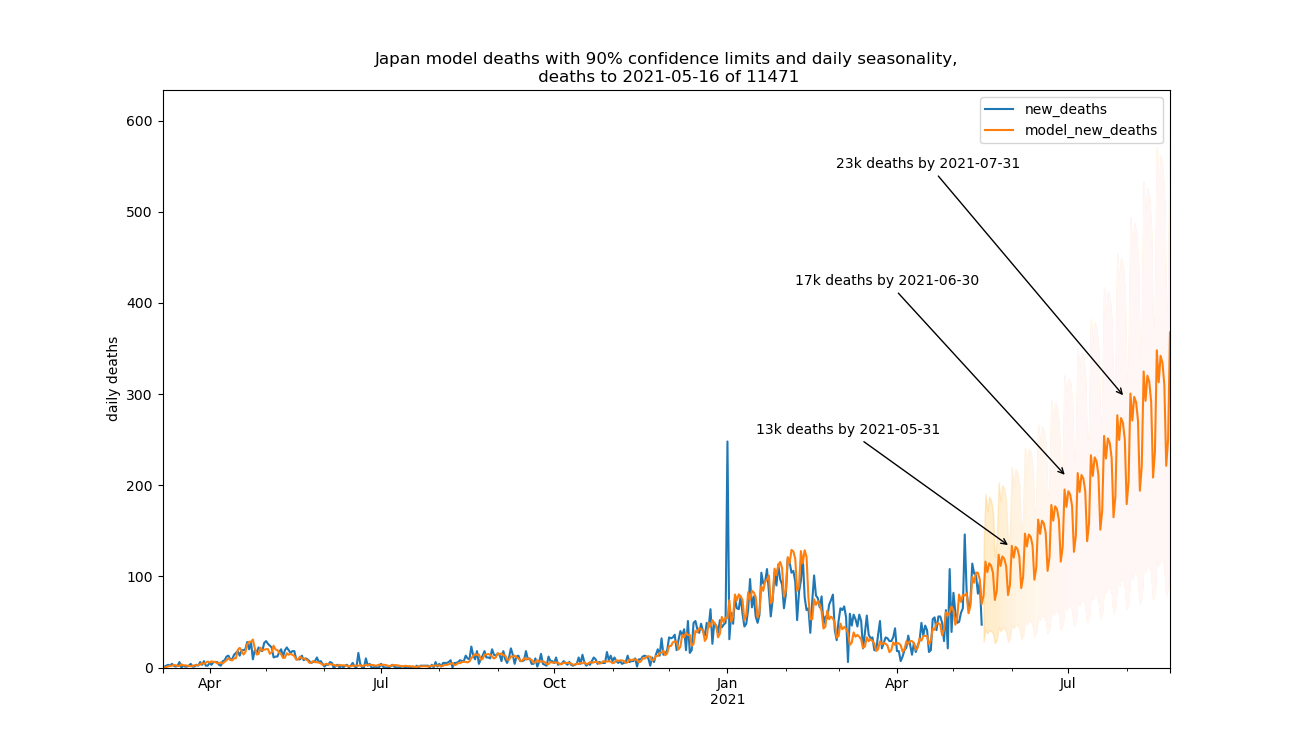 Japan model deaths with 90% confidence limits and daily seasonality,
deaths to 2021-05-16 of 11471
new_deaths
model_new_deaths
23k deaths by 2021-07-31
17k deaths by 2021-06-30
13k deaths by 2021-05-31
daily deaths
600
500
400
300
200
100
0
Apr
Jul
Oct
Jan
2021
Apr
Jul